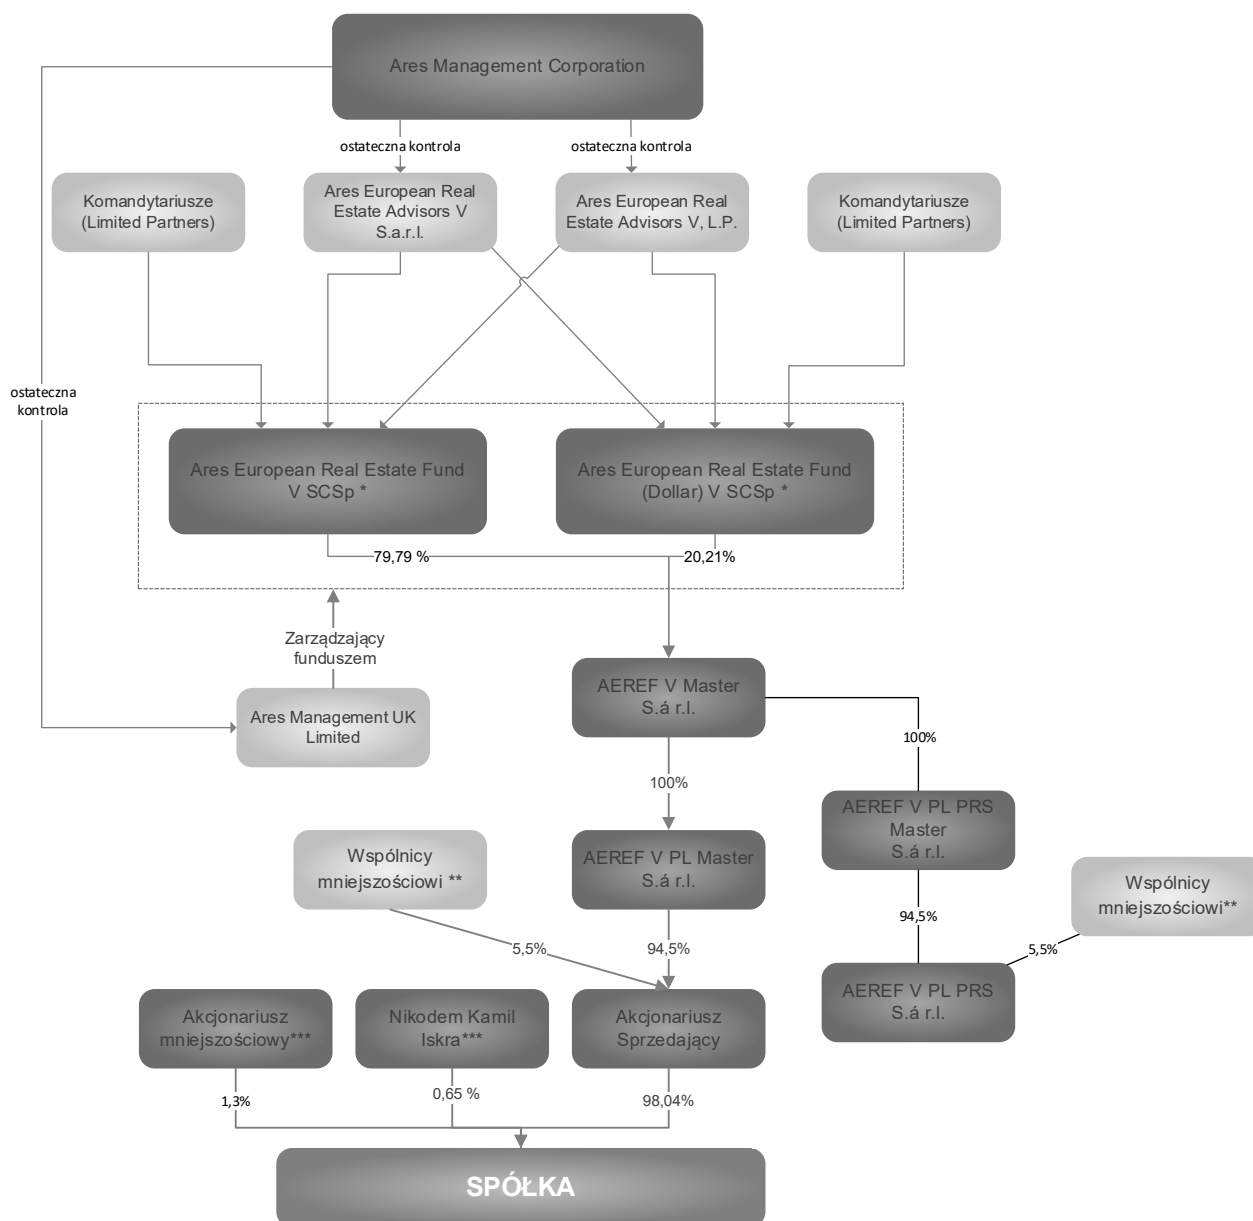 Ares Management Corporation
ostateczna kontrola
ostateczna kontrola
Komandytariusze
(Limited Partners)
Ares European Real
Estate Advisors V
S.a.r.l.
Ares European Real
Estate Advisors V, L.P.
Komandytariusze
(Limited Partners)
ostateczna
kontrola
Ares European Real Estate Fund
V SCSp *
Ares European Real Estate Fund
(Dollar) V SCSp *
79,79 %
20,21%
Zarządzający
funduszem
Ares Management UK
Limited
AEREF V Master
S.á r.l.
100%
100%
AEREF V PL PRS
Master
S.á r.l.
Wspólnicy
mniejszościowi **
AEREF V PL Master
S.á r.l.
Wspólnicy
mniejszościowi**
94,5%
5,5%
5,5%
94,5%
AEREF V PL PRS
S.á r.l.
Akcjonariusz
mniejszościowy***
Nikodem Kamil
Iskra***
Akcjonariusz
Sprzedający
1,3%
0,65 %
98,04%
SPÓŁKA